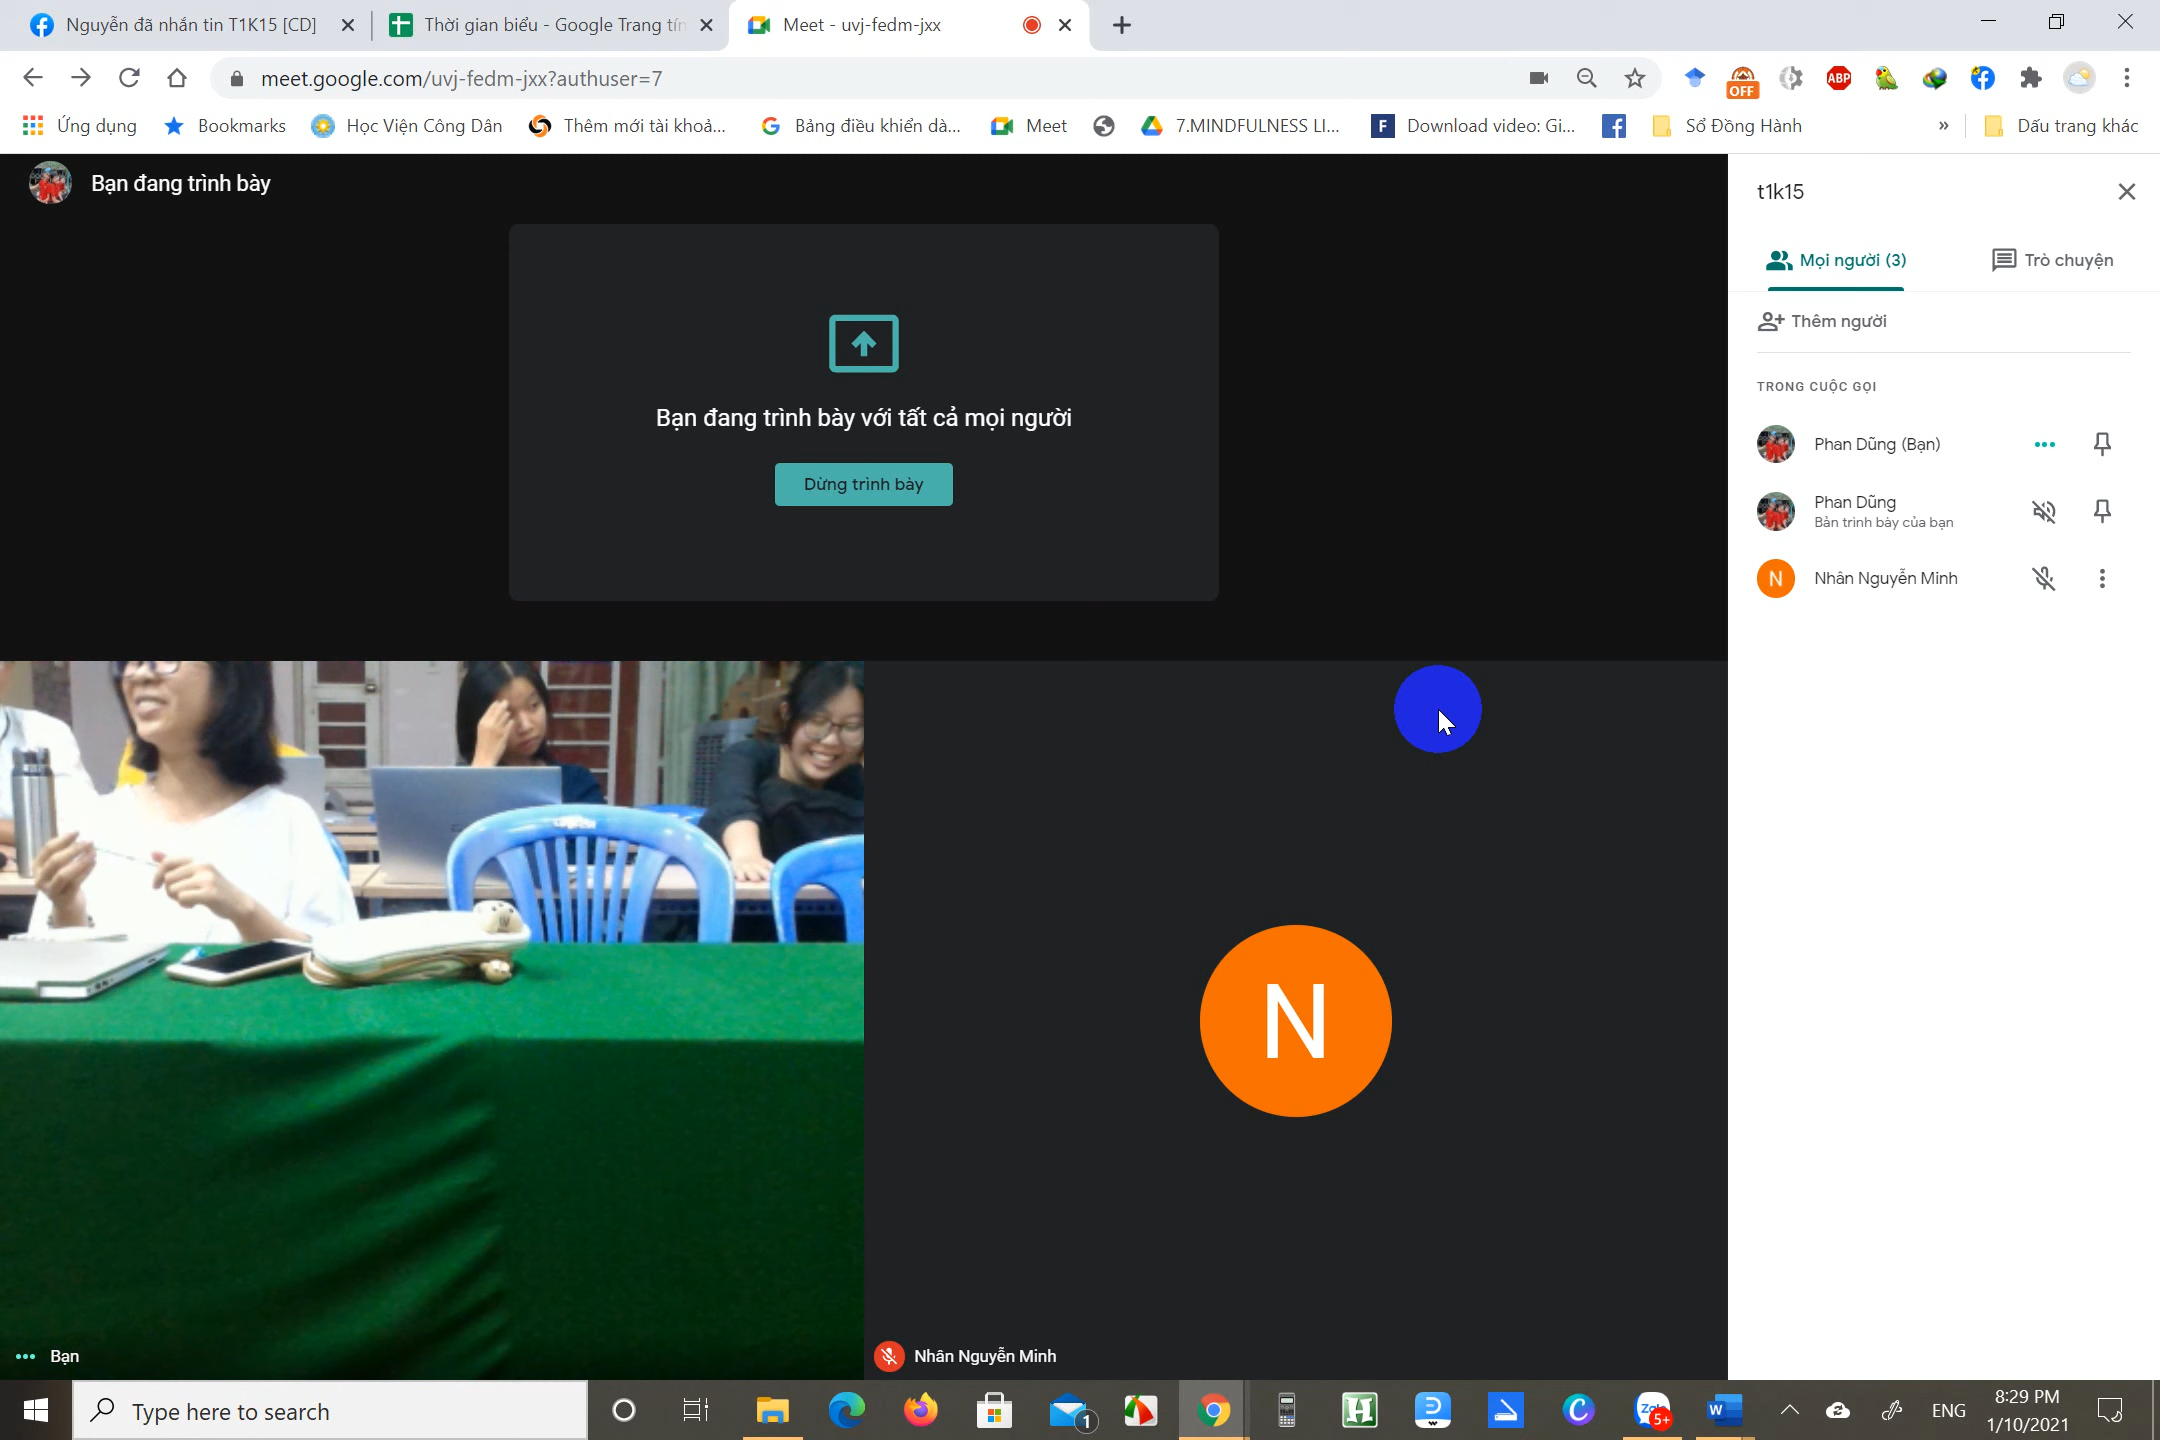 Nguyễn đã nhắn tin T1K15 [CD]
Thời gian biểu - Google Trang tín
Meet - uvj-fedm-jxx
meet.google.com/uvj-fedm-jxx?authuser=7
OFF
ABP
Ứng dụng
Bookmarks
Học Viện Công Dân
Thêm mới tài khoả...
Bảng điều khiển dà...
Meet
7.MINDFULNESS LI...
F
Download video: Gi...
Sổ Đồng Hành
»
Dấu trang khác
Bạn đang trình bày
Bạn đang trình bày với tất cả mọi người
Dừng trình bày
t1k15
Mọi người (3)
Trò chuyện
Thêm người
TRONG CUỘC GỌI
Phan Dũng (Bạn)
Phan Dũng
Bản trình bày của bạn
N
Nhân Nguyễn Minh
N
Bạn
Nhân Nguyễn Minh
Type here to search
1
5+
W
ENG
8:29 PM
1/10/2021